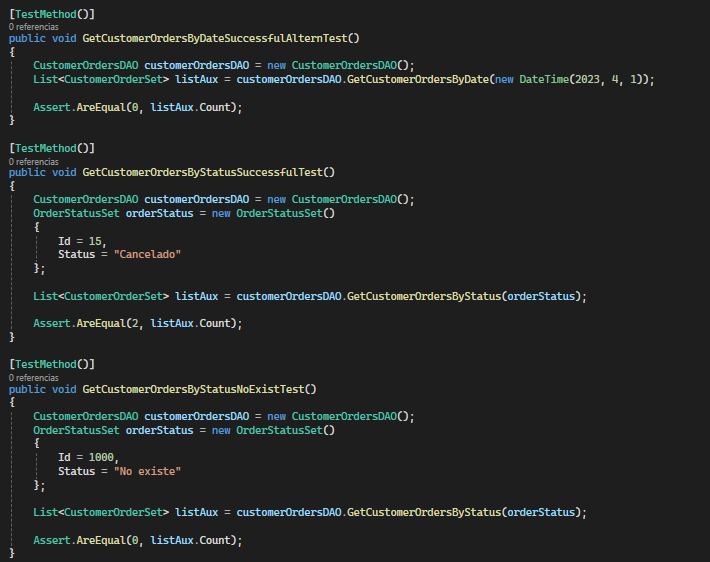 [TestMethod()]
0 referencias
public void GetCustomerOrdersByDateSuccessfulAlternTest()
{
    CustomerOrdersDAO customerOrdersDAO = new CustomerOrdersDAO();
    List<CustomerOrderSet> listAux = customerOrdersDAO.GetCustomerOrdersByDate(new DateTime(2023, 4, 1));

    Assert.AreEqual(0, listAux.Count);
}

[TestMethod()]
0 referencias
public void GetCustomerOrdersByStatusSuccessfulTest()
{
    CustomerOrdersDAO customerOrdersDAO = new CustomerOrdersDAO();
    OrderStatusSet orderStatus = new OrderStatusSet()
    {
        Id = 15,
        Status = "Cancelado"
    };

    List<CustomerOrderSet> listAux = customerOrdersDAO.GetCustomerOrdersByStatus(orderStatus);

    Assert.AreEqual(2, listAux.Count);
}

[TestMethod()]
0 referencias
public void GetCustomerOrdersByStatusNoExistTest()
{
    CustomerOrdersDAO customerOrdersDAO = new CustomerOrdersDAO();
    OrderStatusSet orderStatus = new OrderStatusSet()
    {
        Id = 1000,
        Status = "No existe"
    };

    List<CustomerOrderSet> listAux = customerOrdersDAO.GetCustomerOrdersByStatus(orderStatus);

    Assert.AreEqual(0, listAux.Count);
}